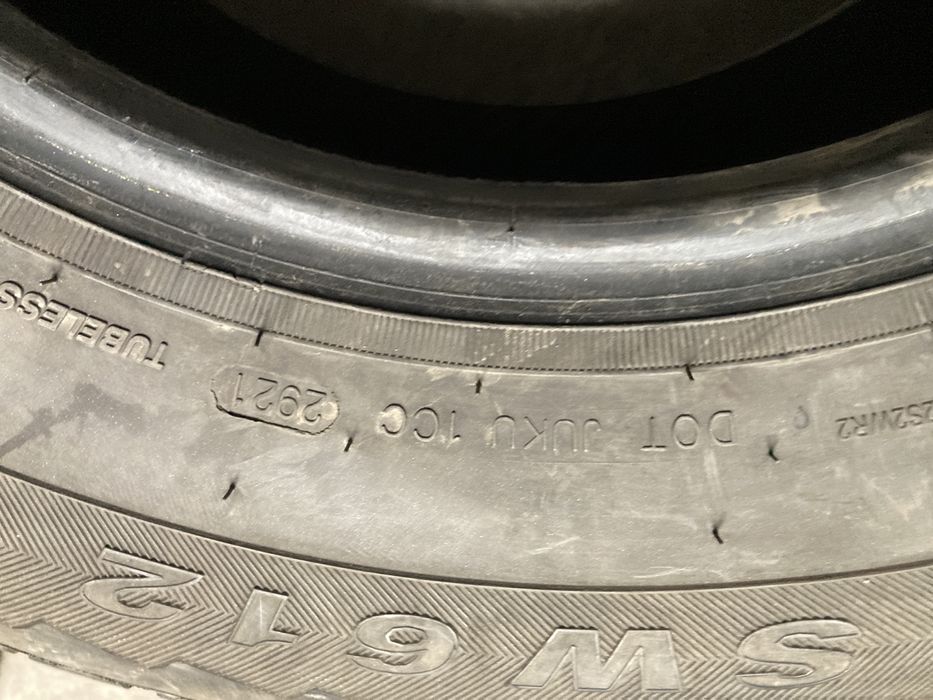 SW612
DOT JUKU 1CC 2921 TUBELESS